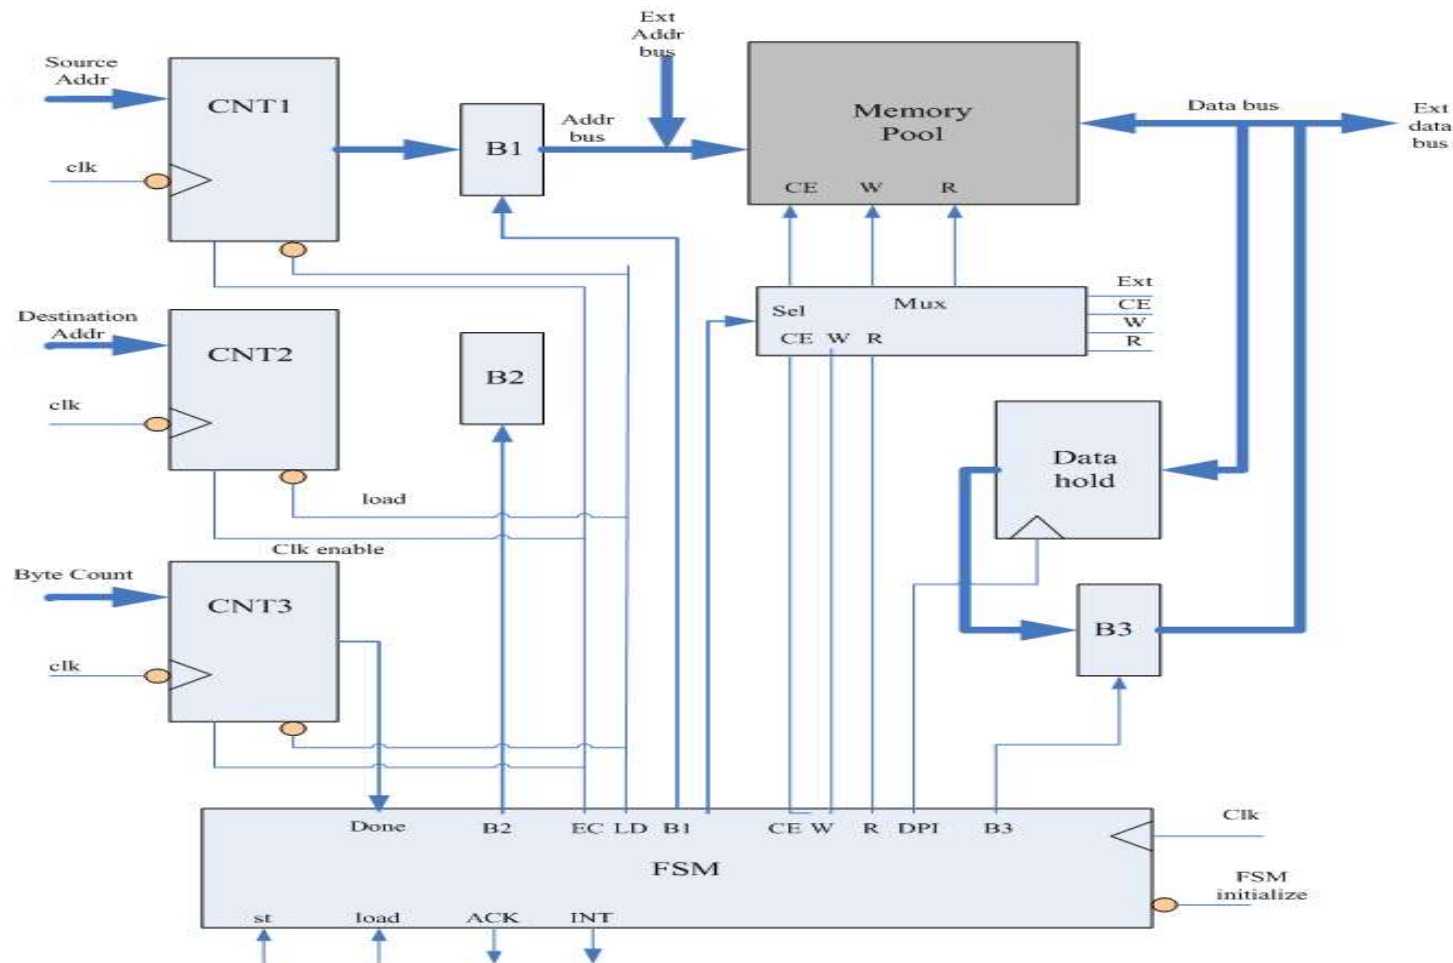 Source
Addr
CNT1
clk
B1
Addr
bus
Ext
Addr
bus
Memory
Pool
CE W R
Data bus
Ext
data
bus
Destination
Addr
CNT2
clk
B2
load
Clk enable
Sel
Mux
CE W R
Ext
CE
W
R
Data
hold
B3
Byte Count
CNT3
clk
Done B2 EC LD B1 CE W R DPI B3
FSM
Clk
FSM
initialize
st load ACK INT